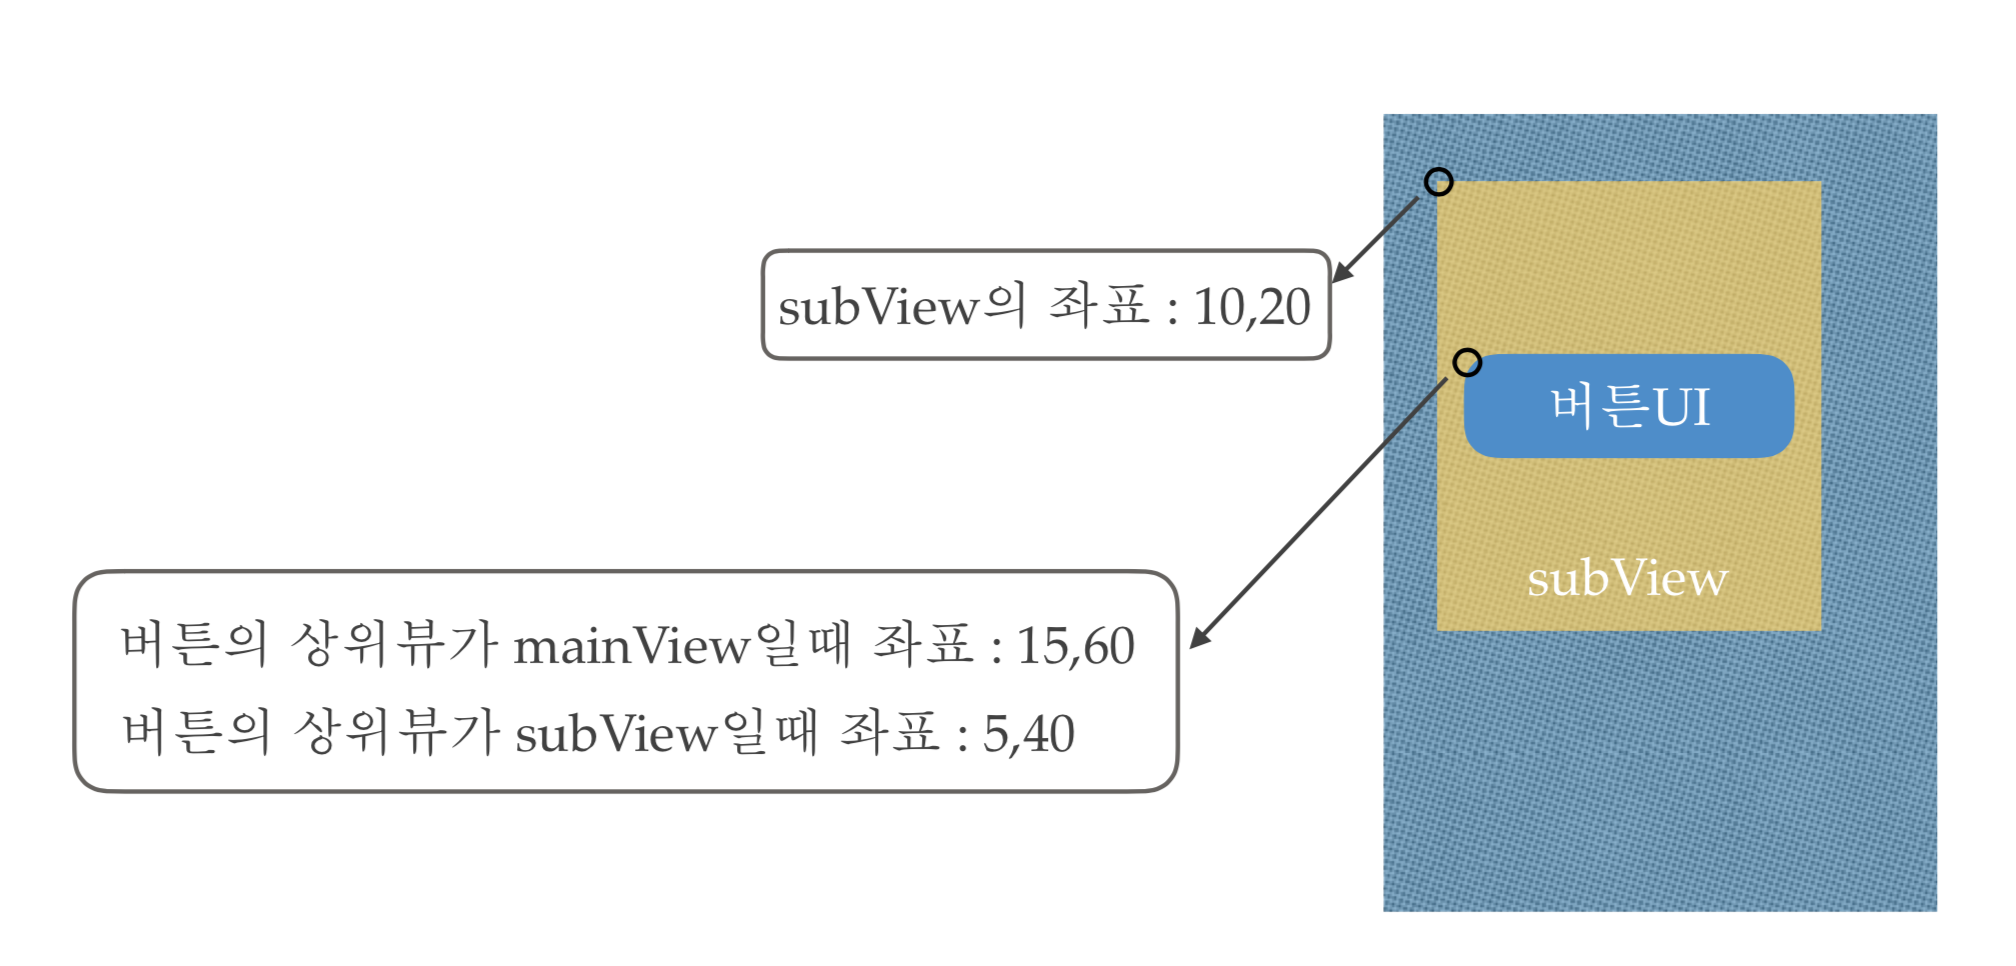 subView의 좌표 : 10,20
버튼UI
subView
버튼의 상위뷰가 mainView일때 좌표 : 15,60
버튼의 상위뷰가 subView일때 좌표 : 5,40